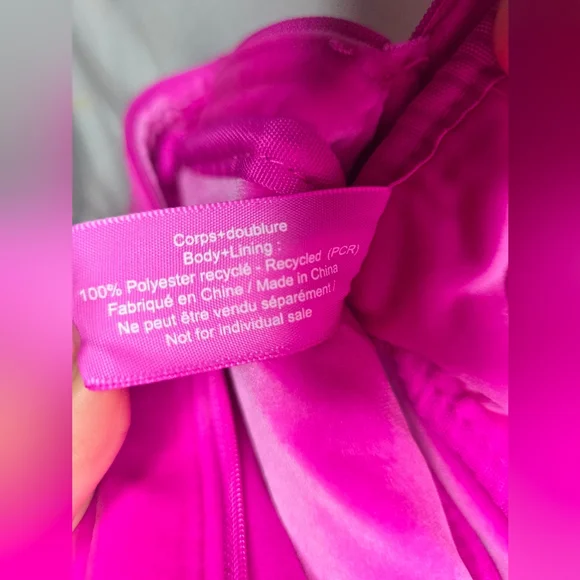 Corps+doublure
Body+Lining :
100% Polyester recyclé - Recycled (PCR)
Fabriqué en Chine / Made in China
Ne peut être vendu séparément /
Not for individual sale